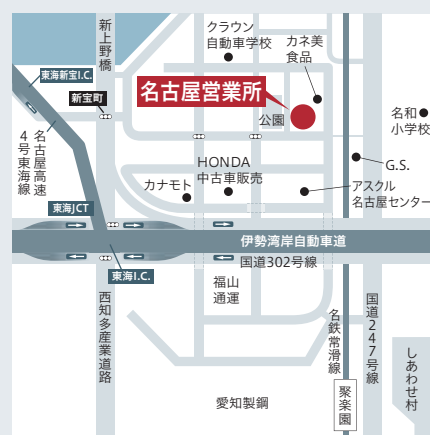 新上野橋
クラウン
自動車学校
カネ美
食品
東海新宝I.C.
新宝町
名古屋営業所
公園
名和
小学校
名古屋高速
4号東海線
HONDA
中古車販売
G.S.
カナモト
アスクル
名古屋センター
東海JCT
伊勢湾岸自動車道
国道302号線
東海I.C.
福山
通運
西知多産業道路
名鉄常滑線
国道247号線
しあわせ村
聚楽園
愛知製鋼